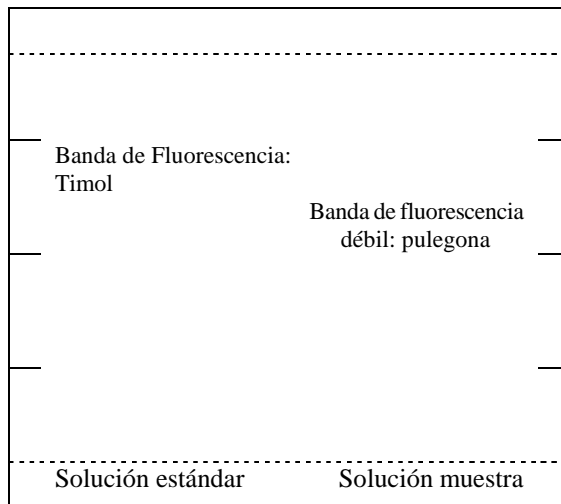 Banda de Fluorescencia:
Timol
Banda de fluorescencia
débil: pulegona
Solución estándar
Solución muestra